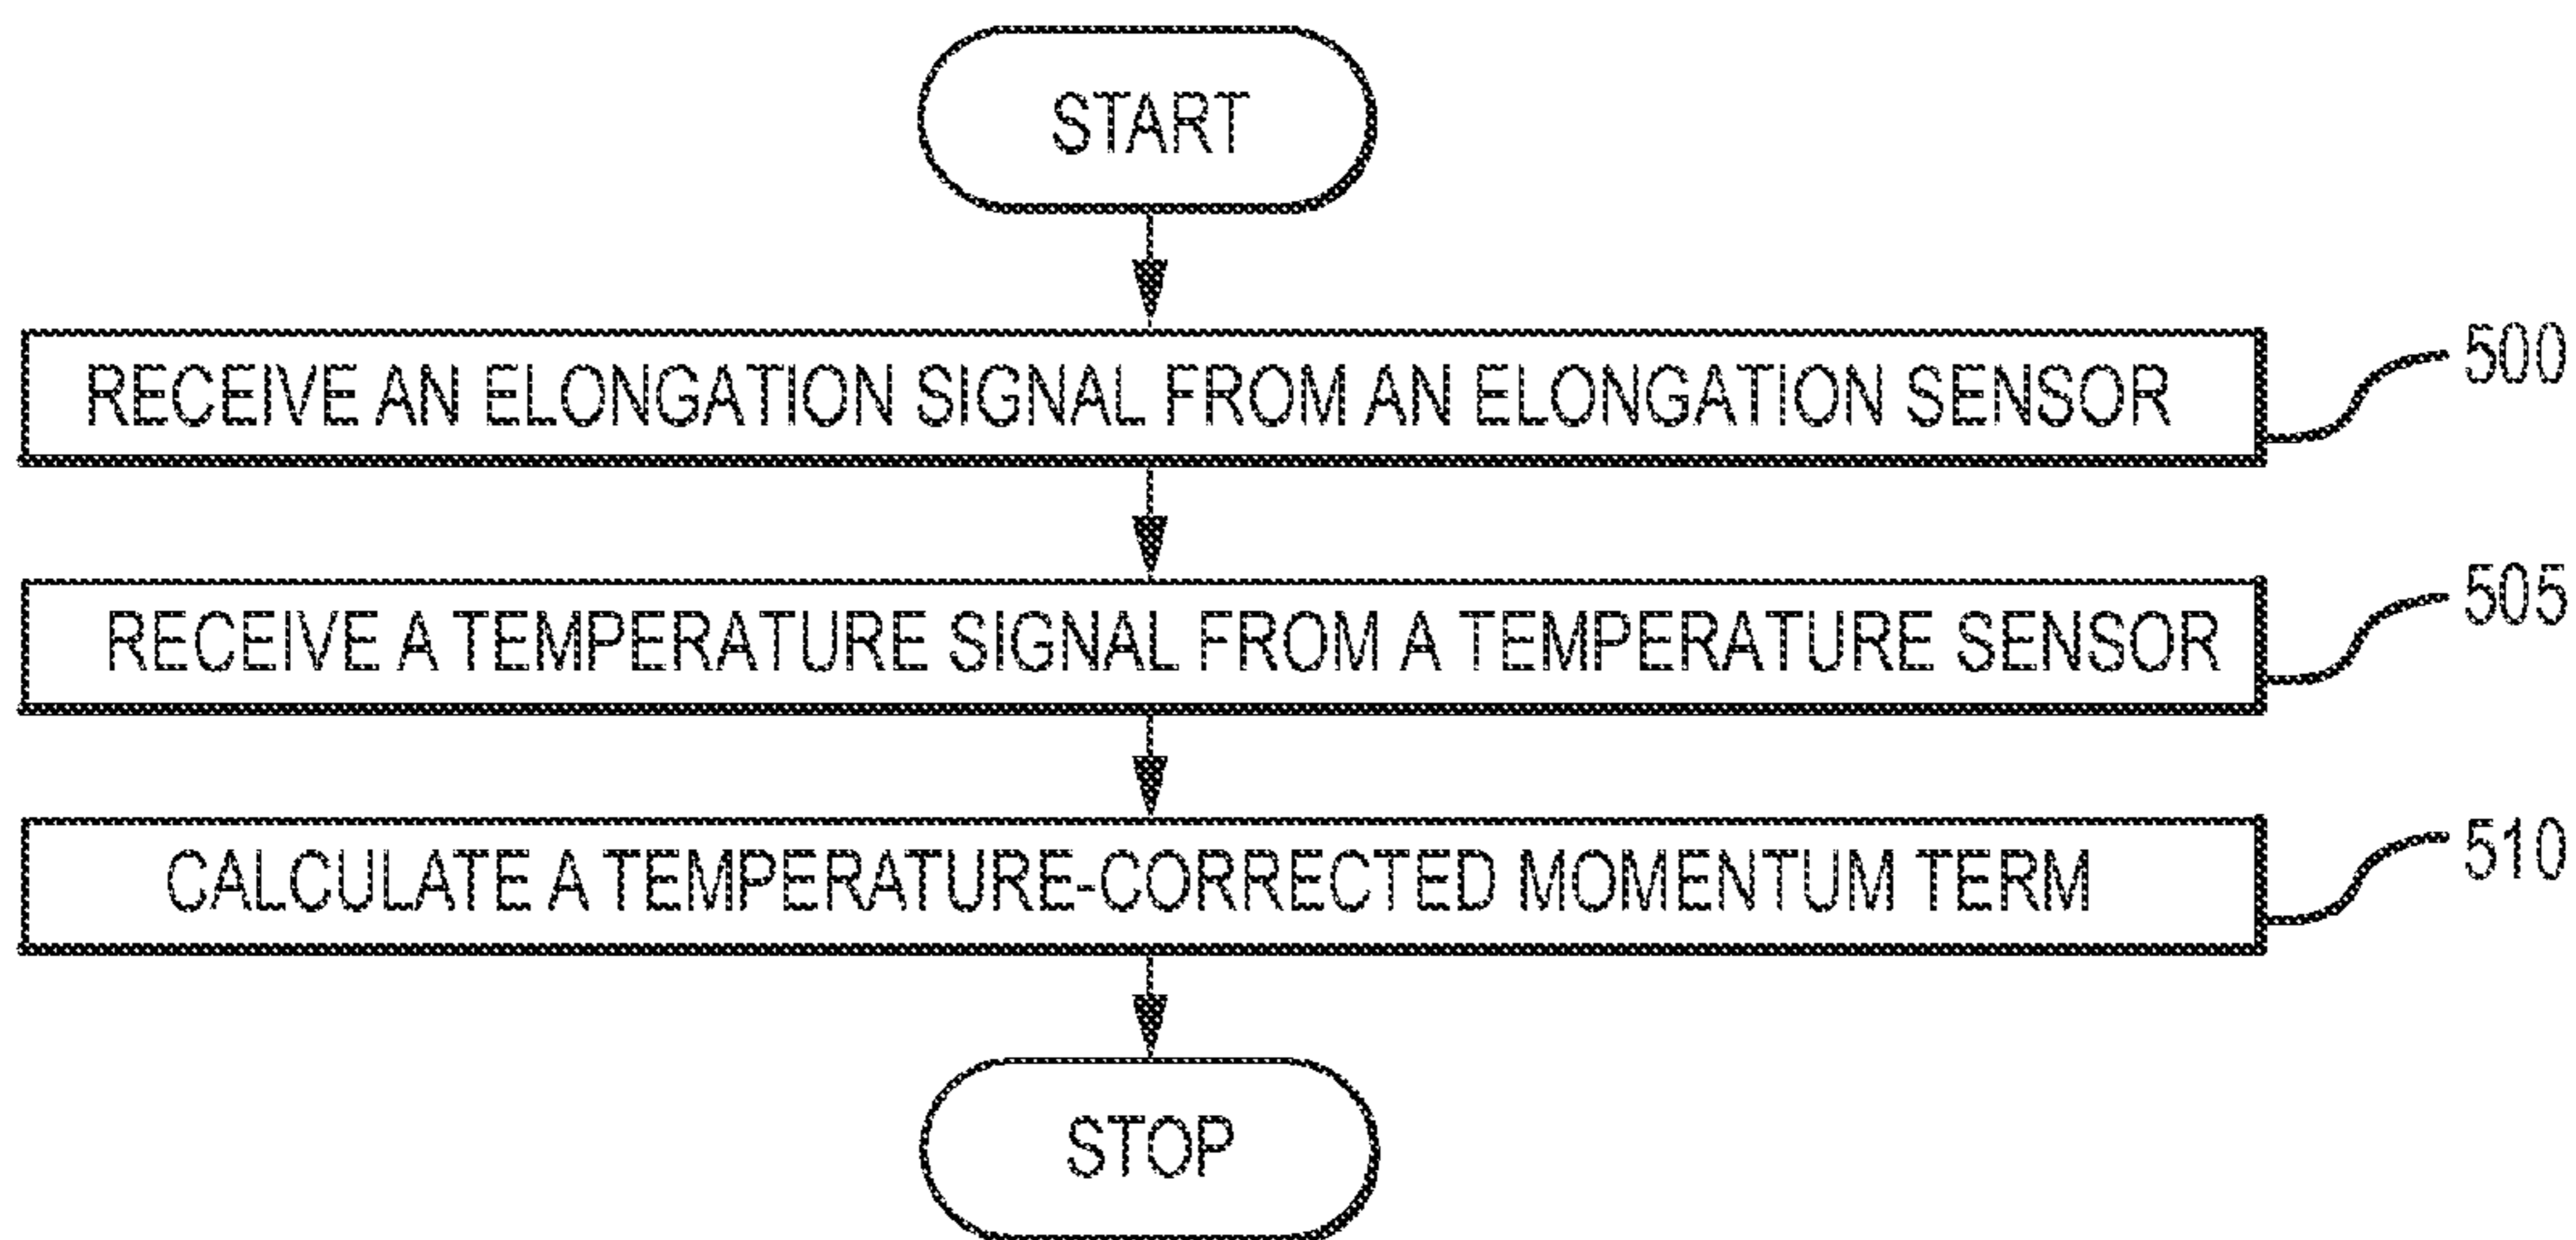 START
RECEIVE AN ELONGATION SIGNAL FROM AN ELONGATION SENSOR
500
RECEIVE A TEMPERATURE SIGNAL FROM A TEMPERATURE SENSOR
505
CALCULATE A TEMPERATURE-CORRECTED MOMENTUM TERM
510
STOP